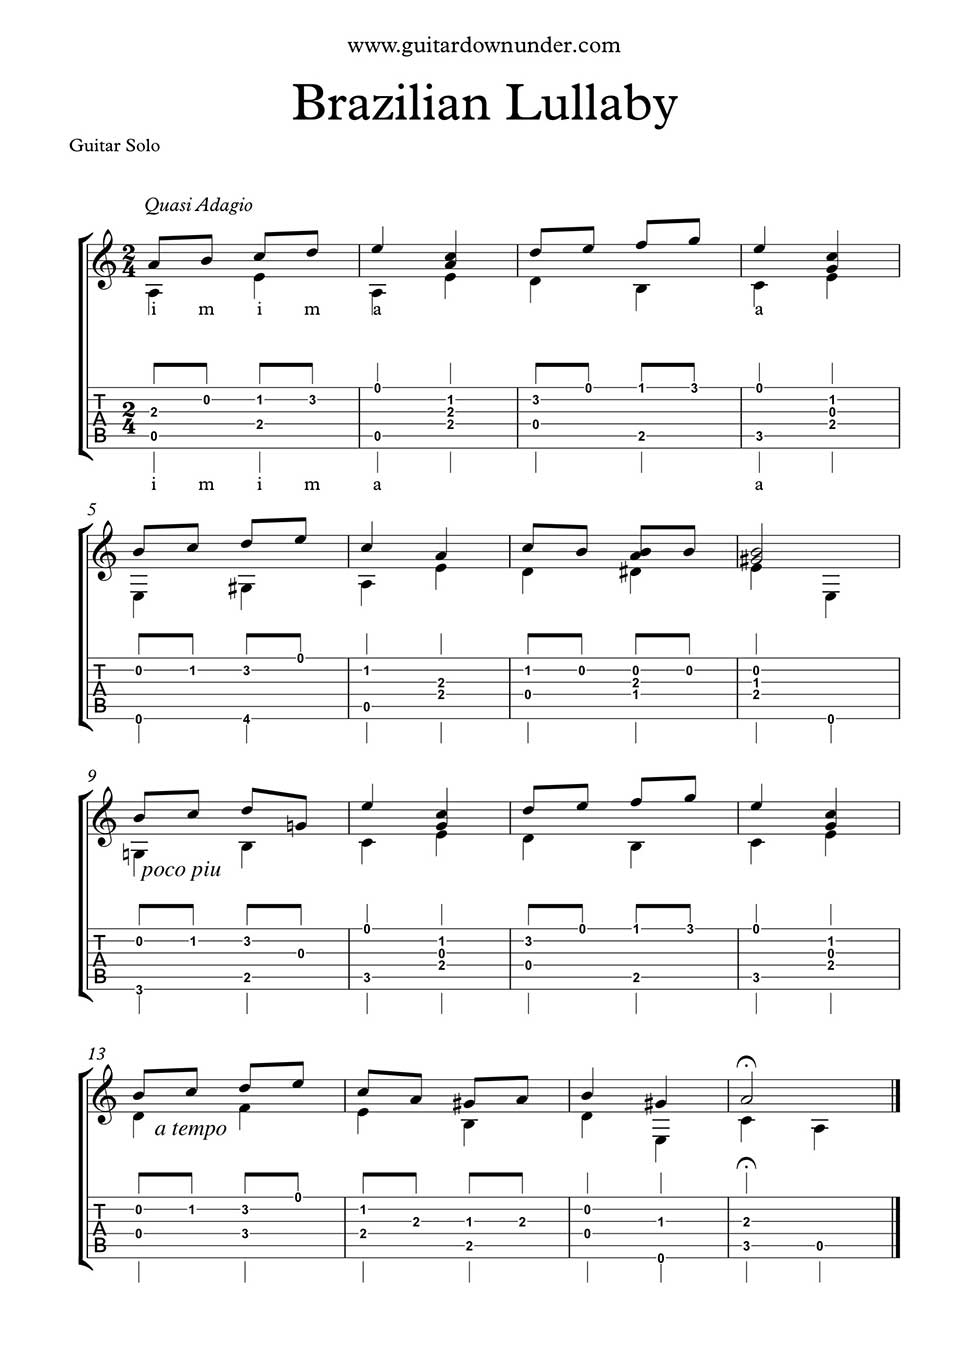 www.guitardownunder.com
Brazilian Lullaby
Guitar Solo
Quasi Adagio
2 4
i m i m a a
T A B 2 4
0 1 3 0 1 3 0 1 3 0 1
2 2 0
2 2 0 2
0 0 2 3
i m i m a a
5
0
T A B
0 1 3 1 1 0 0 0 0
2 2 1
2 0 1 2
0
0 4 0
9
poco piu
0 0 1 3 0
T A B
0 1 3 1 3 1
0 0 0
2 0 2
2 3 2 3
3
13
a tempo
0
T A B
0 1 3 1 0
2 1 2 1 2
0 3 2 0
2 3 0
0